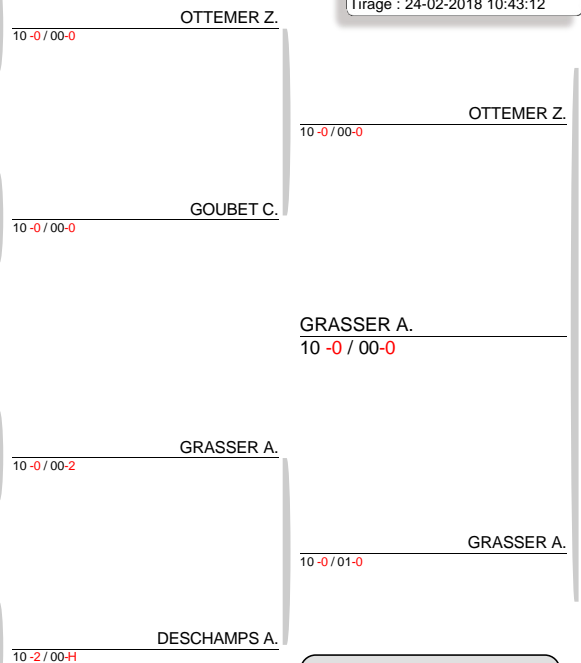 OTTEMER Z.
10 -0 / 00-0
Tirage : 24-02-2018 10:43:12
OTTEMER Z.
10 -0 / 00-0
GOUBET C.
10 -0 / 00-0
GRASSER A.
10 -0 / 00-0
GRASSER A.
10 -0 / 00-2
GRASSER A.
10 -0 / 01-0
DESCHAMPS A.
10 -2 / 00-H